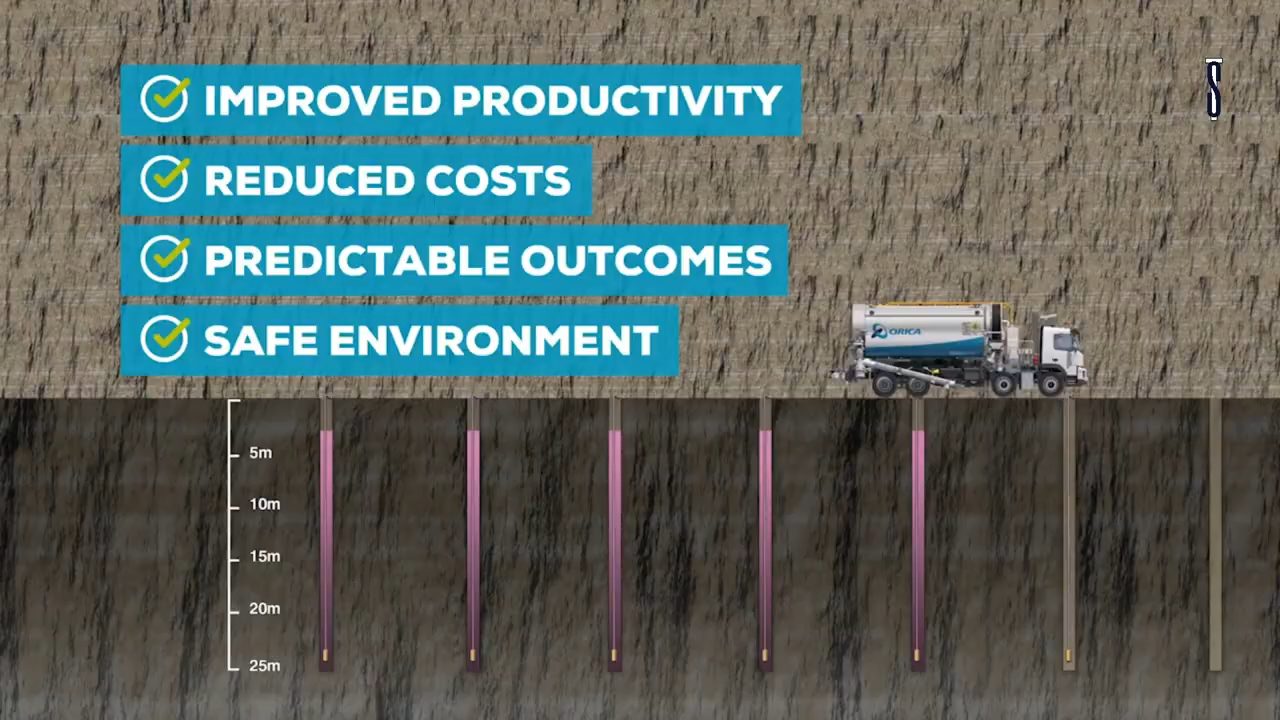 IMPROVED PRODUCTIVITY
REDUCED COSTS
PREDICTABLE OUTCOMES
SAFE ENVIRONMENT
S
ORICA
5m
10m
15m
20m
25m